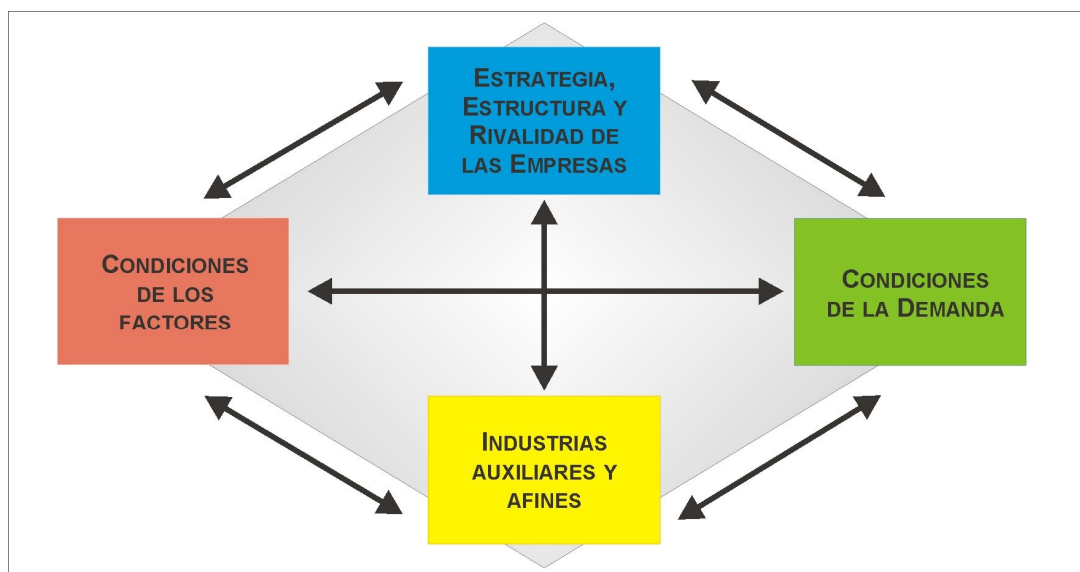 ESTRATEGIA,
ESTRUCTURA Y
RIVALIDAD DE
LAS EMPRESAS
CONDICIONES
DE LOS
FACTORES
CONDICIONES
DE LA DEMANDA
INDUSTRIAS
AUXILIARES Y
AFINES